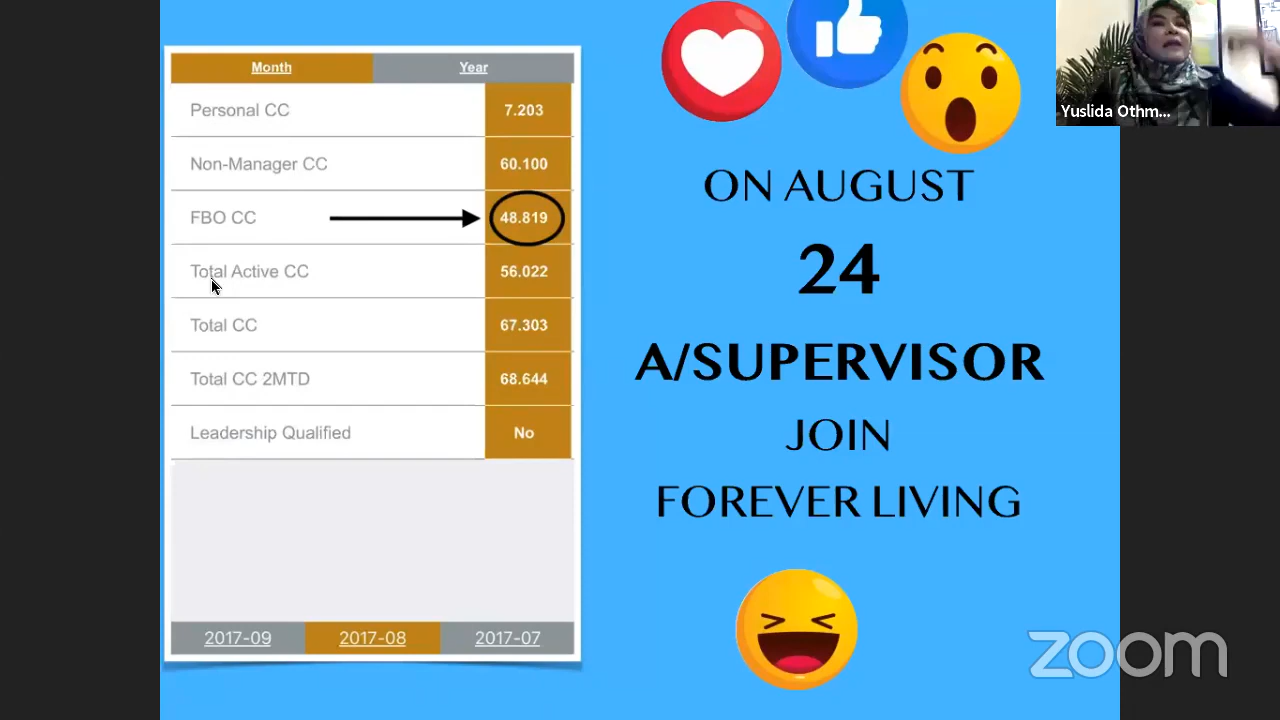 Month Year
Personal CC 7.203
Non-Manager CC 60.100
FBO CC 48.819
Total Active CC 56.022
Total CC 67.303
Total CC 2MTD 68.644
Leadership Qualified No
2017-09 2017-08 2017-07
ON AUGUST
24
A/SUPERVISOR
JOIN
FOREVER LIVING
Yuslida Othm...
zoom